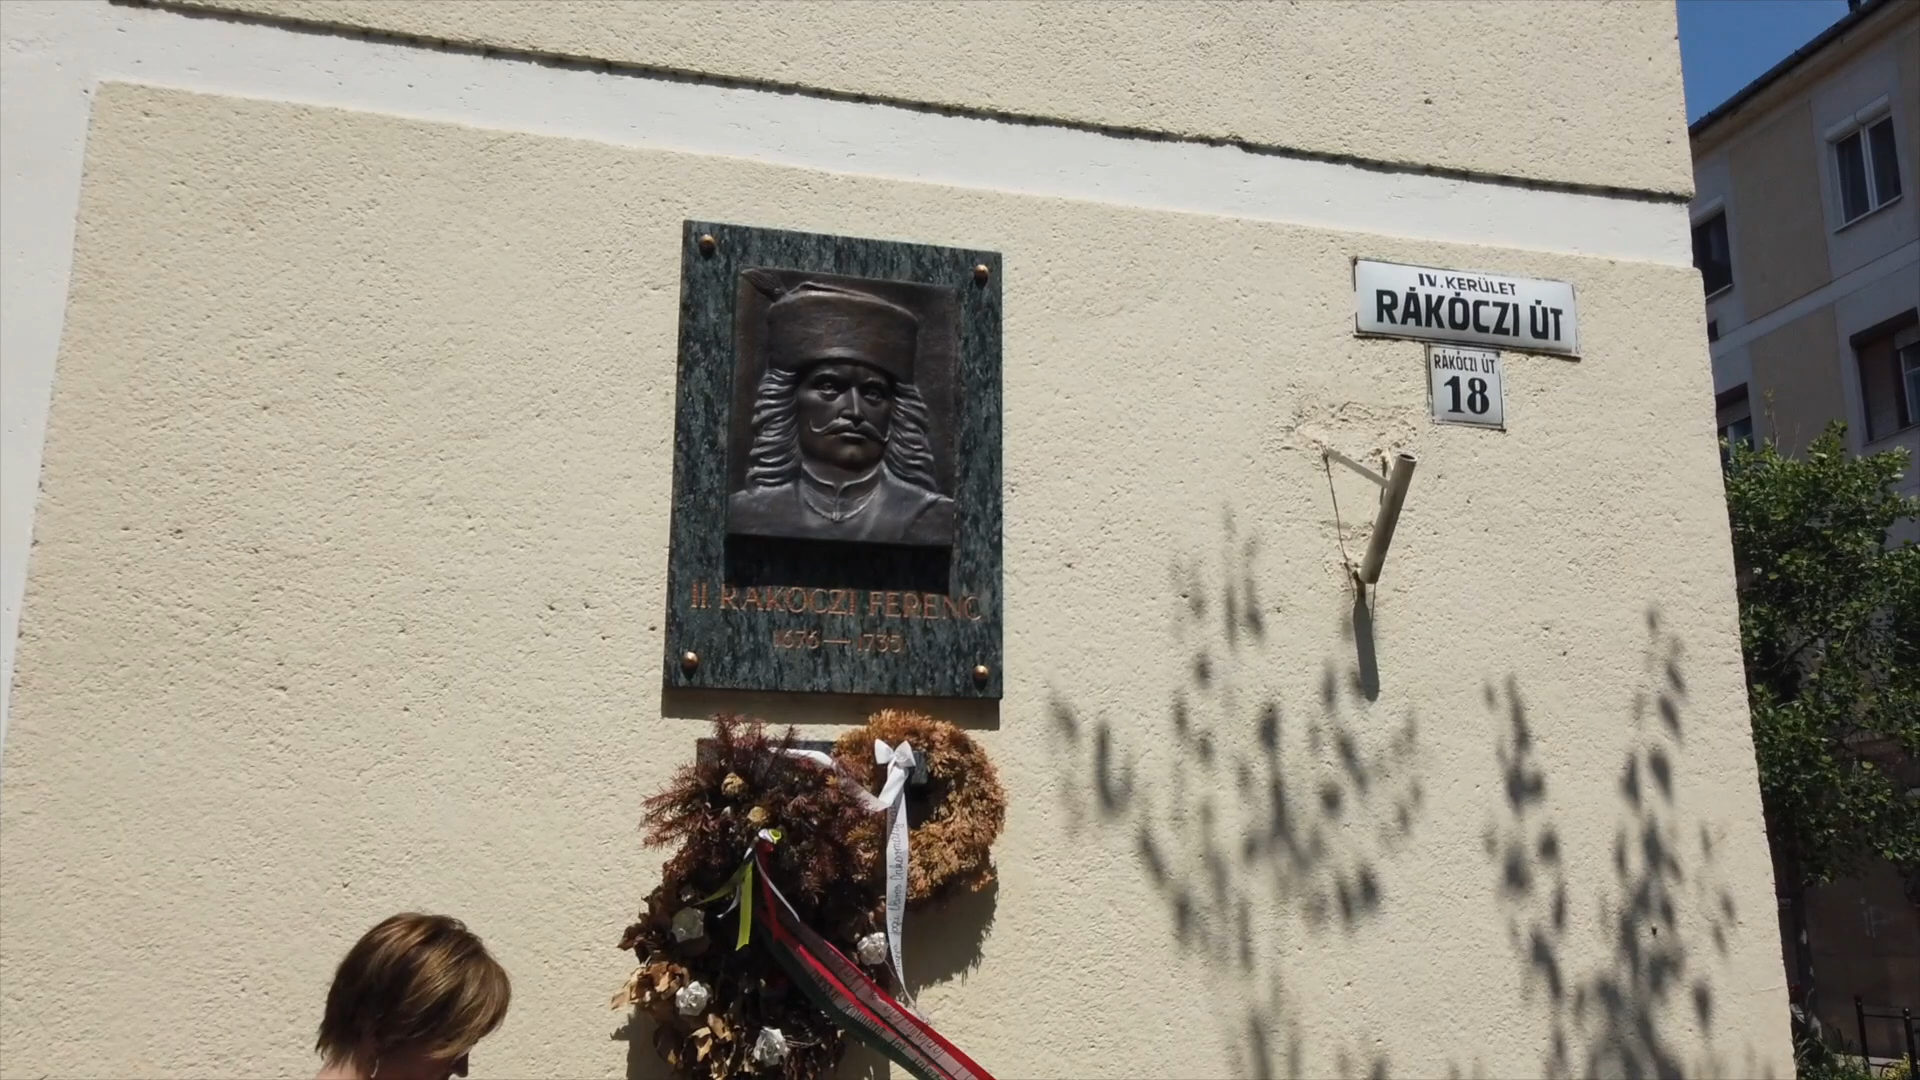 II. RÁKÓCZI FERENC
1676 — 1735
IV. KERÜLET
RÁKÓCZI ÚT
RÁKÓCZI ÚT
18